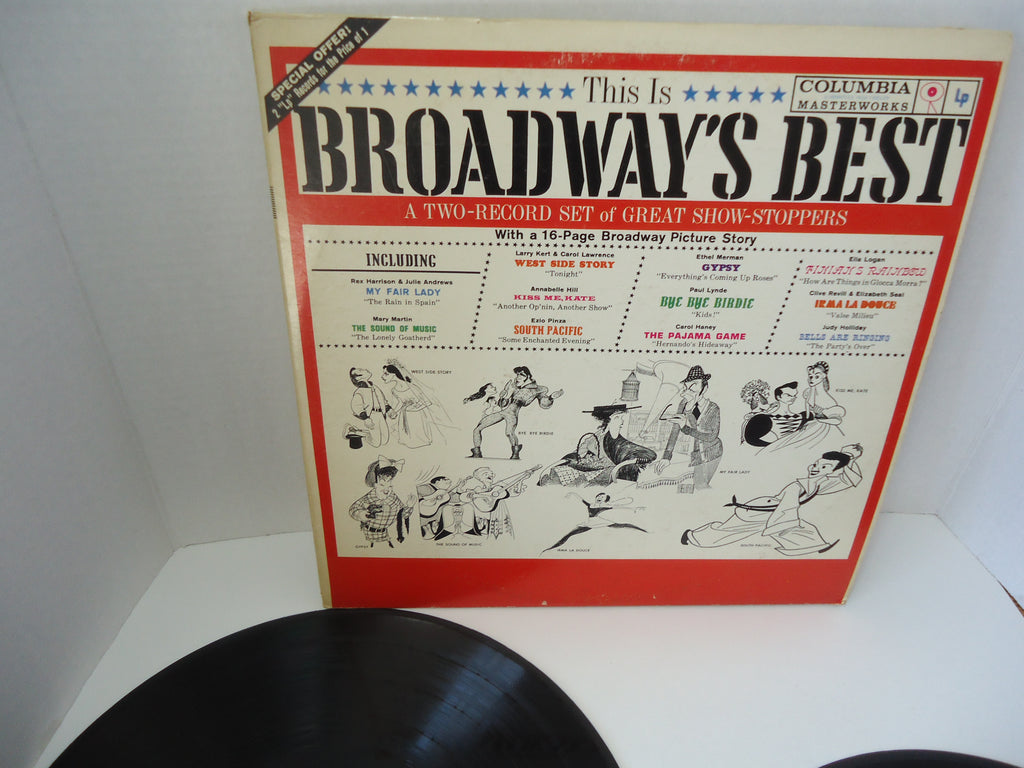 SPECIAL OFFER!
2 "Lp" Records for the Price of 1
This Is
COLUMBIA
MASTERWORKS
Lp
BROADWAY'S BEST
A TWO-RECORD SET of GREAT SHOW-STOPPERS
With a 16-Page Broadway Picture Story
INCLUDING
Rex Harrison & Julie Andrews
MY FAIR LADY
"The Rain in Spain"
Mary Martin
THE SOUND OF MUSIC
"The Lonely Goatherd"
Larry Kert & Carol Lawrence
WEST SIDE STORY
"Tonight"
Annabelle Hill
KISS ME, KATE
"Another Op'nin, Another Show"
Ezio Pinza
SOUTH PACIFIC
"Some Enchanted Evening"
Ethel Merman
GYPSY
"Everything's Coming Up Roses"
Paul Lynde
BYE BYE BIRDIE
"Kids!"
Carol Haney
THE PAJAMA GAME
"Hernando's Hideaway"
Ella Logan
FINIAN'S RAINBOW
"How Are Things in Glocca Morra?"
Clive Revill & Elizabeth Seal
IRMA LA DOUCE
"Valse Milieu"
Judy Holliday
BELLS ARE RINGING
"The Party's Over"
WEST SIDE STORY
BYE BYE BIRDIE
MY FAIR LADY
KISS ME, KATE
GYPSY
THE SOUND OF MUSIC
IRMA LA DOUCE
SOUTH PACIFIC